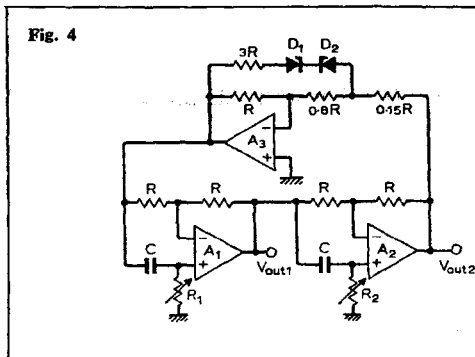 Fig. 4
3R D1 D2
R 0·8R 0·15R
A3
R R R R
C A1 C A2
Vout1 Vout2
R1 R2